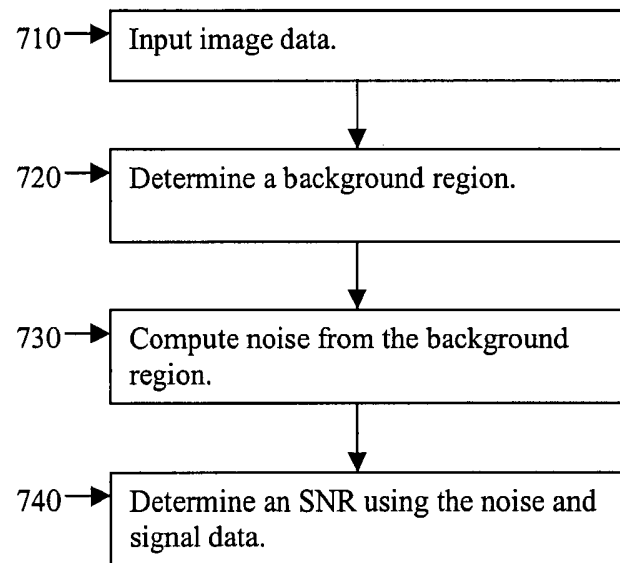 710 Input image data.
720 Determine a background region.
730 Compute noise from the background
region.
740 Determine an SNR using the noise and
signal data.